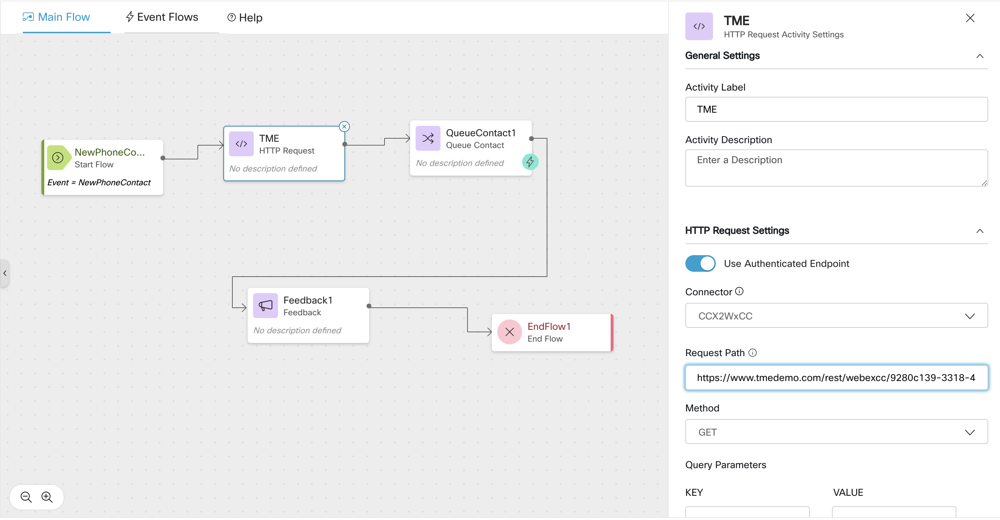 Main Flow
Event Flows
Help
NewPhoneCo...
Start Flow
Event = NewPhoneContact
TME
HTTP Request
No description defined
QueueContact1
Queue Contact
No description defined
Feedback1
Feedback
No description defined
EndFlow1
End Flow
TME
HTTP Request Activity Settings
General Settings
Activity Label
TME
Activity Description
Enter a Description
HTTP Request Settings
Use Authenticated Endpoint
Connector
CCX2WxCC
Request Path
https://www.tmedemo.com/rest/webexcc/9280c139-3318-4
Method
GET
Query Parameters
KEY VALUE